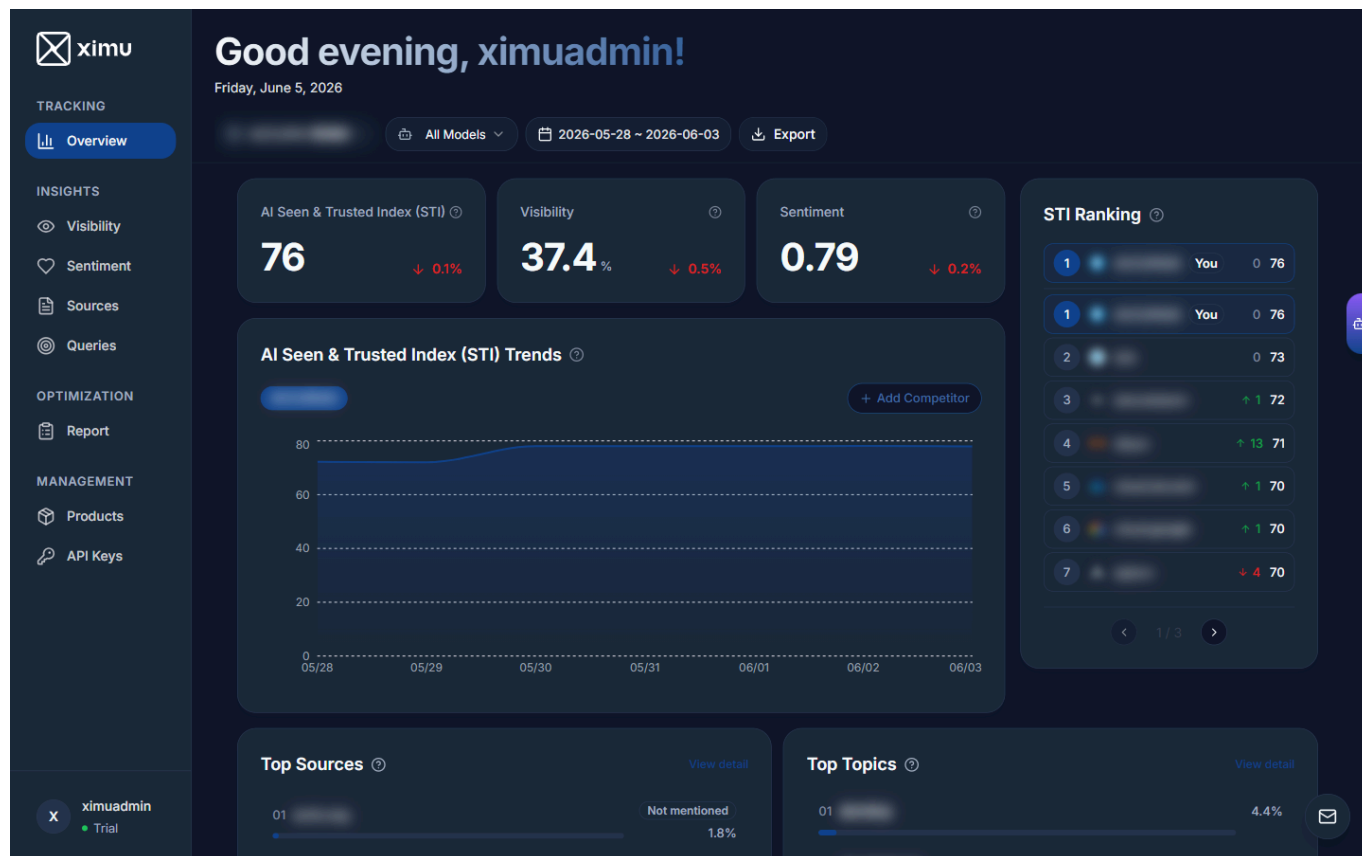 ximu
TRACKING
Overview
INSIGHTS
Visibility
Sentiment
Sources
Queries
OPTIMIZATION
Report
MANAGEMENT
Products
API Keys
X
ximuadmin
Trial
Good evening, ximuadmin!
Friday, June 5, 2026
All Models
2026-05-28 ~ 2026-06-03
Export
AI Seen & Trusted Index (STI)
76
↓ 0.1%
Visibility
37.4 %
↓ 0.5%
Sentiment
0.79
↓ 0.2%
AI Seen & Trusted Index (STI) Trends
+ Add Competitor
80
60
40
20
0
05/28 05/29 05/30 05/31 06/01 06/02 06/03
STI Ranking
1 You 0 76
1 You 0 76
2 0 73
3 ↑ 1 72
4 ↑ 13 71
5 ↑ 1 70
6 ↑ 1 70
7 ↓ 4 70
1 / 3
Top Sources
View detail
01 Not mentioned
1.8%
Top Topics
View detail
01 4.4%